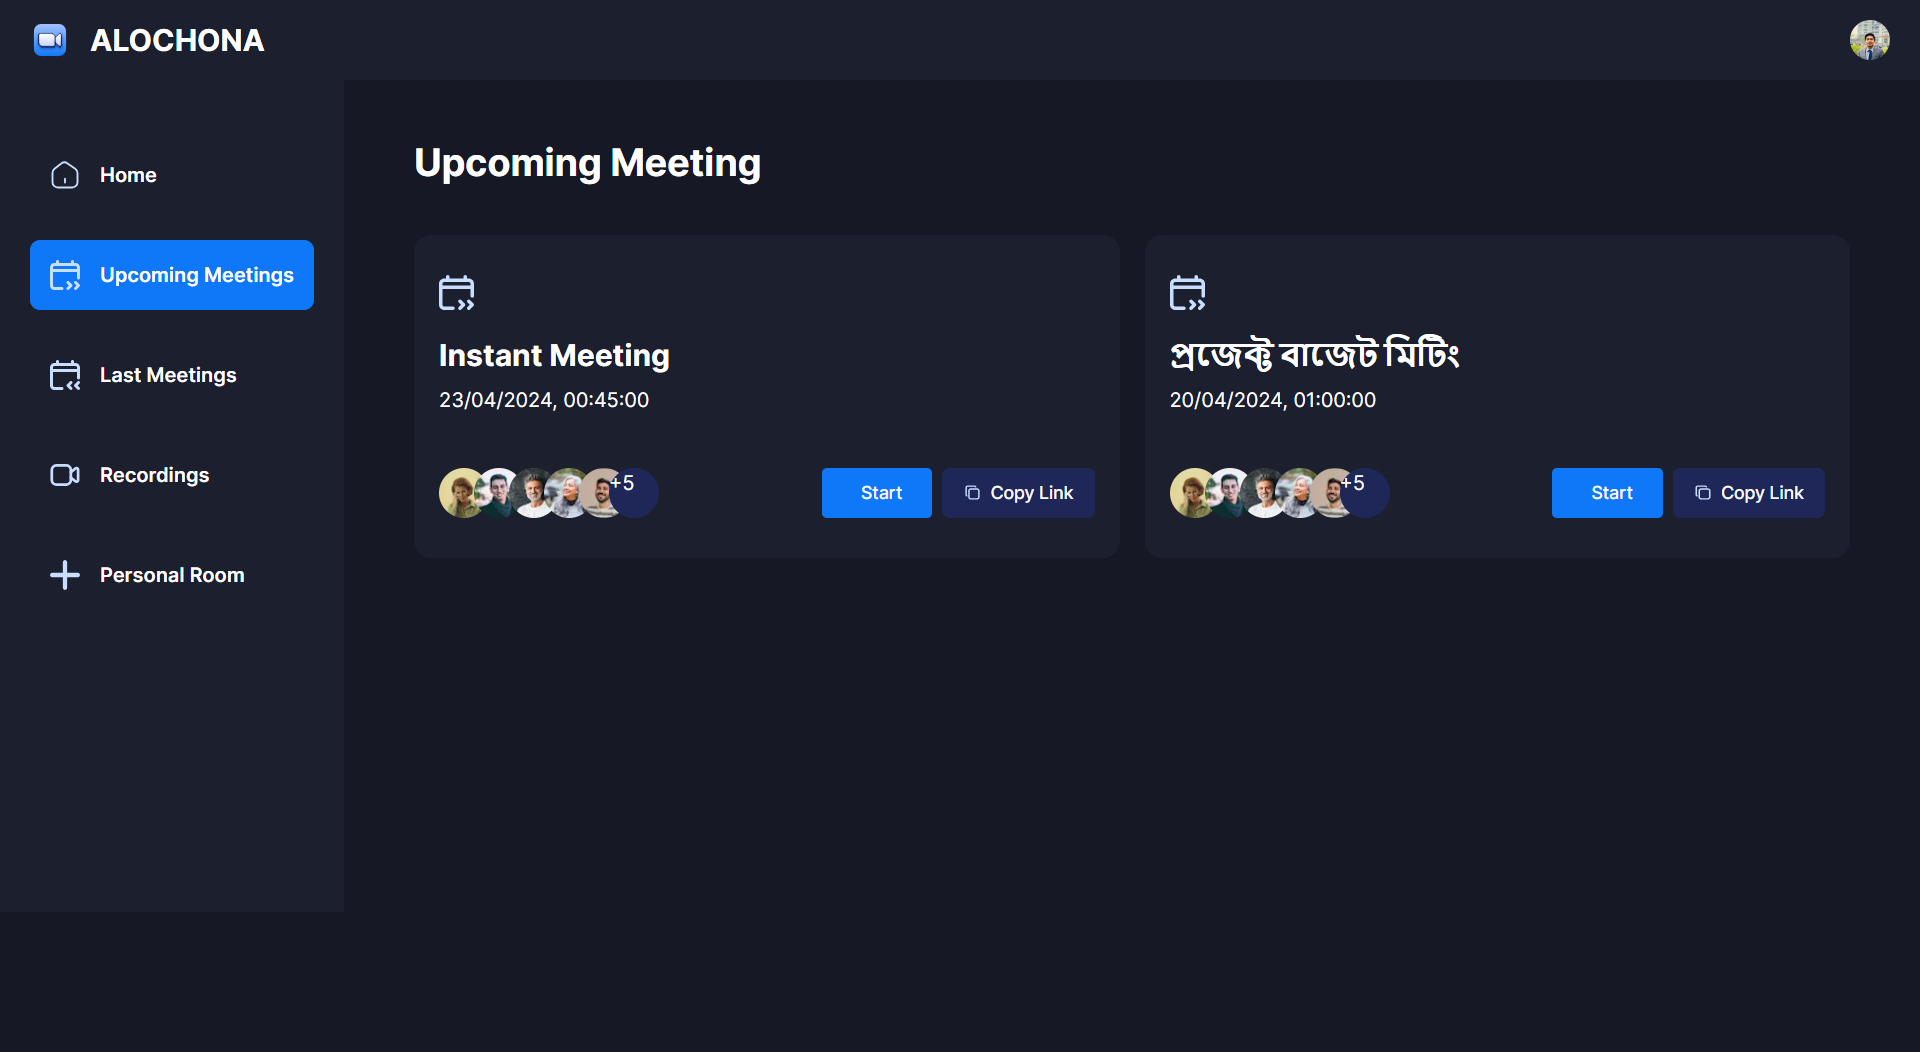 ALOCHONA
Home
Upcoming Meetings
Last Meetings
Recordings
Personal Room
Upcoming Meeting
Instant Meeting
23/04/2024, 00:45:00
+5
Start
Copy Link
প্রজেক্ট বাজেট মিটিং
20/04/2024, 01:00:00
+5
Start
Copy Link